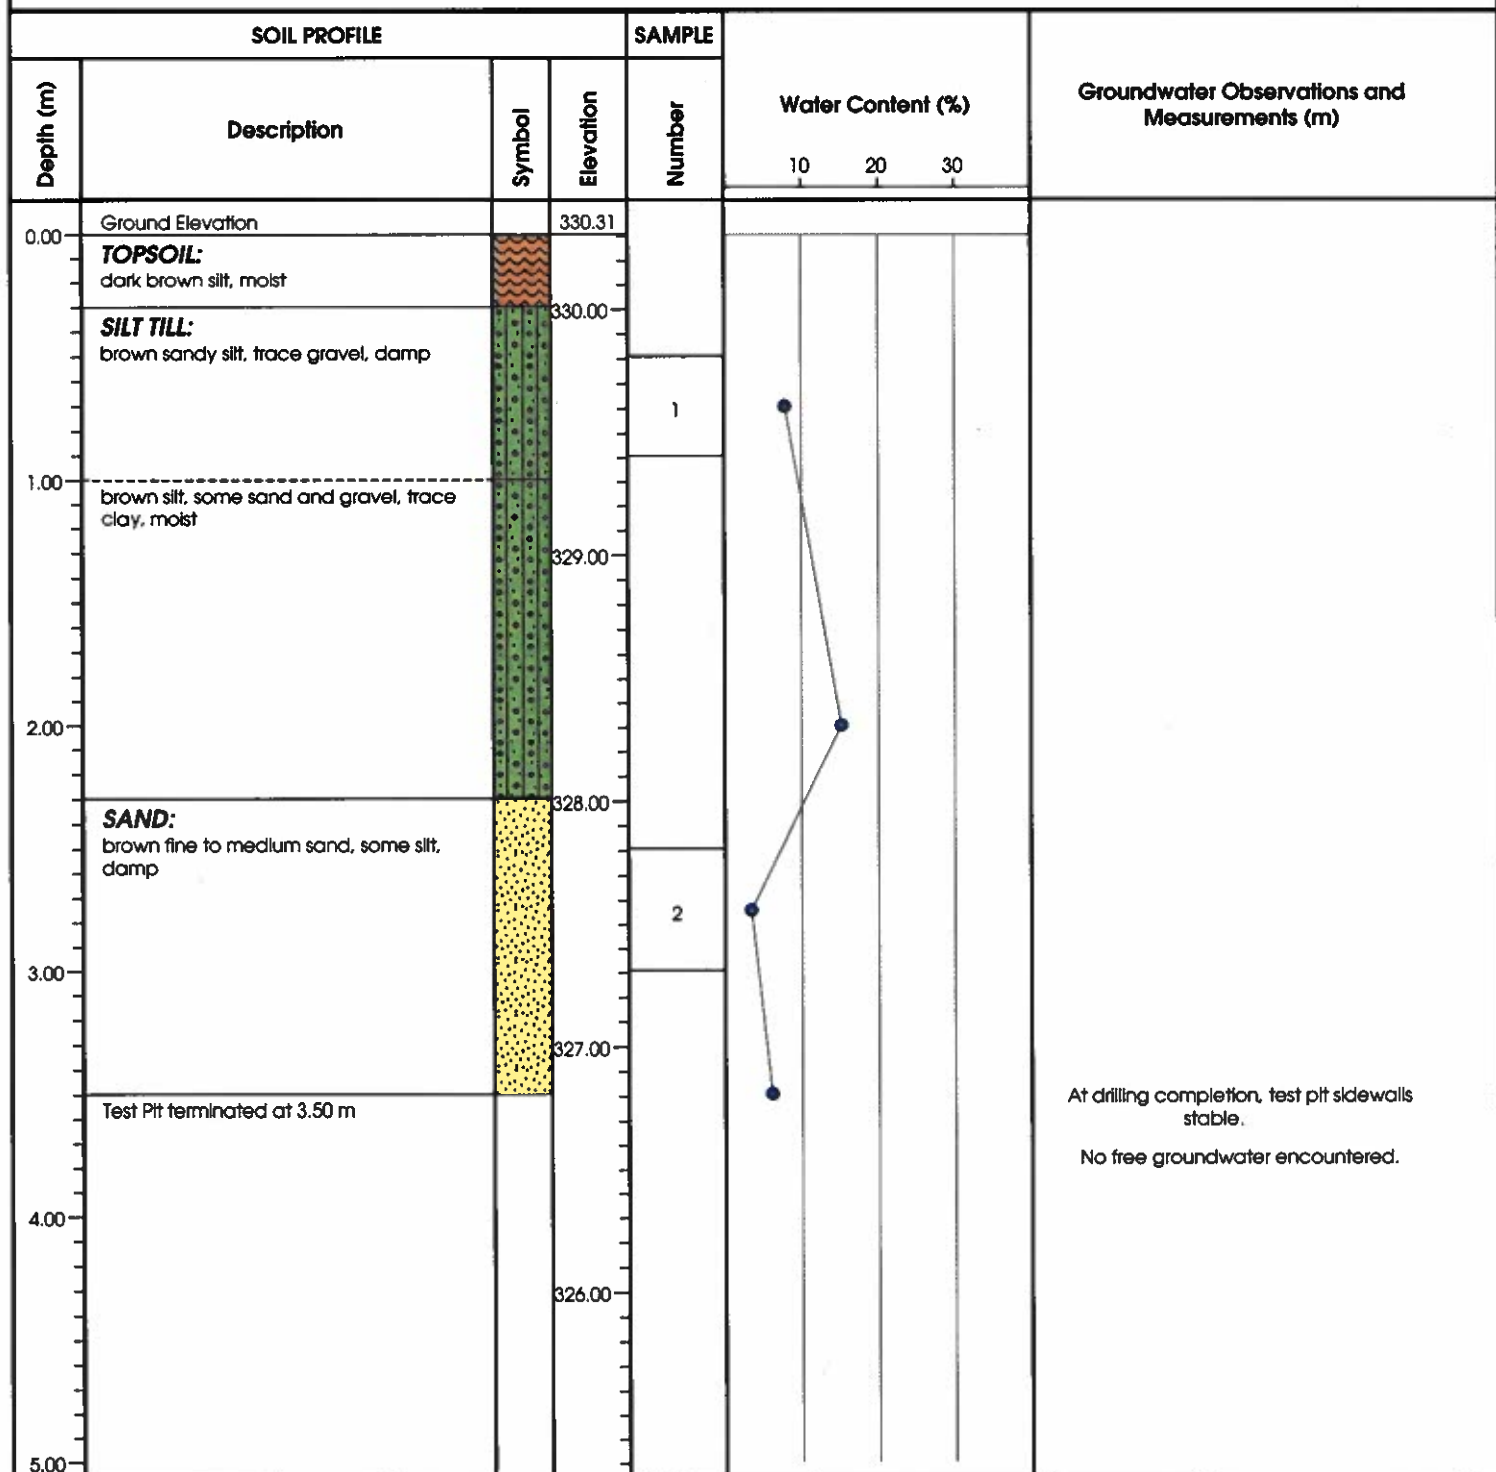 SOIL PROFILE
SAMPLE
Depth (m)
Description
Symbol
Elevation
Number
Water Content (%)
10 20 30
Groundwater Observations and
Measurements (m)
Ground Elevation
330.31
0.00
TOPSOIL:
dark brown silt, moist
330.00
SILT TILL:
brown sandy silt, trace gravel, damp
1
1.00
brown silt, some sand and gravel, trace
clay, moist
329.00
2.00
328.00
SAND:
brown fine to medium sand, some silt,
damp
2
3.00
327.00
Test Pit terminated at 3.50 m
At drilling completion, test pit sidewalls
stable.
No free groundwater encountered.
4.00
326.00
5.00